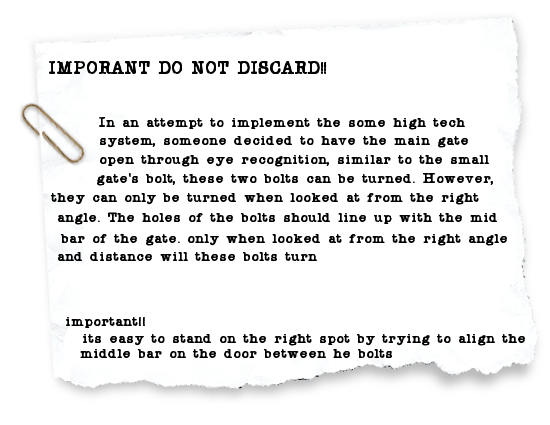 IMPORANT DO NOT DISCARD!!
In an attempt to implement the some high tech
system, someone decided to have the main gate
open through eye recognition, similar to the small
gate's bolt, these two bolts can be turned. However,
they can only be turned when looked at from the right
angle. The holes of the bolts should line up with the mid
bar of the gate. only when looked at from the right angle
and distance will these bolts turn
important!!
its easy to stand on the right spot by trying to align the
middle bar on the door between he bolts